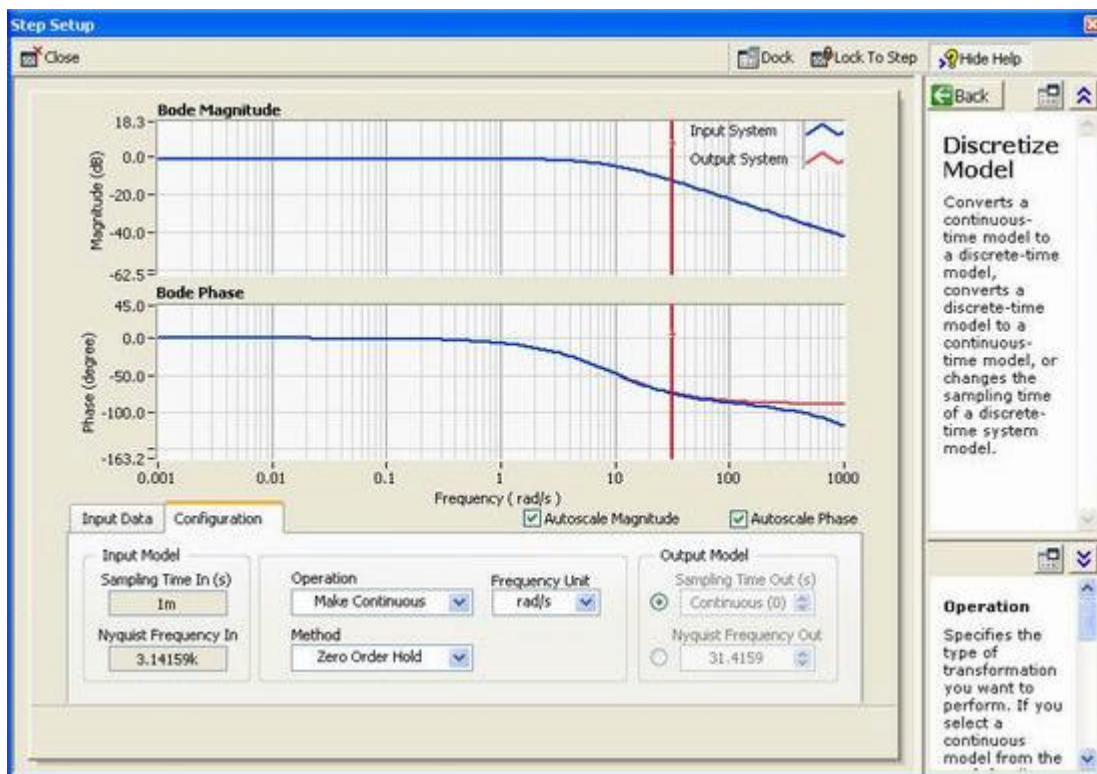 Step Setup
Close
Dock
Lock To Step
Hide Help
Bode Magnitude
Magnitude (dB)
18.3
0.0
-20.0
-40.0
-62.5
Input System
Output System
Bode Phase
Phase (degree)
45.0
0.0
-50.0
-100.0
-163.2
0.001
0.01
0.1
1
10
100
1000
Frequency ( rad/s )
Input Data
Configuration
Autoscale Magnitude
Autoscale Phase
Input Model
Sampling Time In (s)
1m
Nyquist Frequency In
3.14159k
Operation
Make Continuous
Frequency Unit
rad/s
Method
Zero Order Hold
Output Model
Sampling Time Out (s)
Continuous (0)
Nyquist Frequency Out
31.4159
Back
Discretize
Model
Converts a
continuous-
time model to
a discrete-time
model,
converts a
discrete-time
model to a
continuous-
time model, or
changes the
sampling time
of a discrete-
time system
model.
Operation
Specifies the
type of
transformation
you want to
perform. If you
select a
continuous
model from the